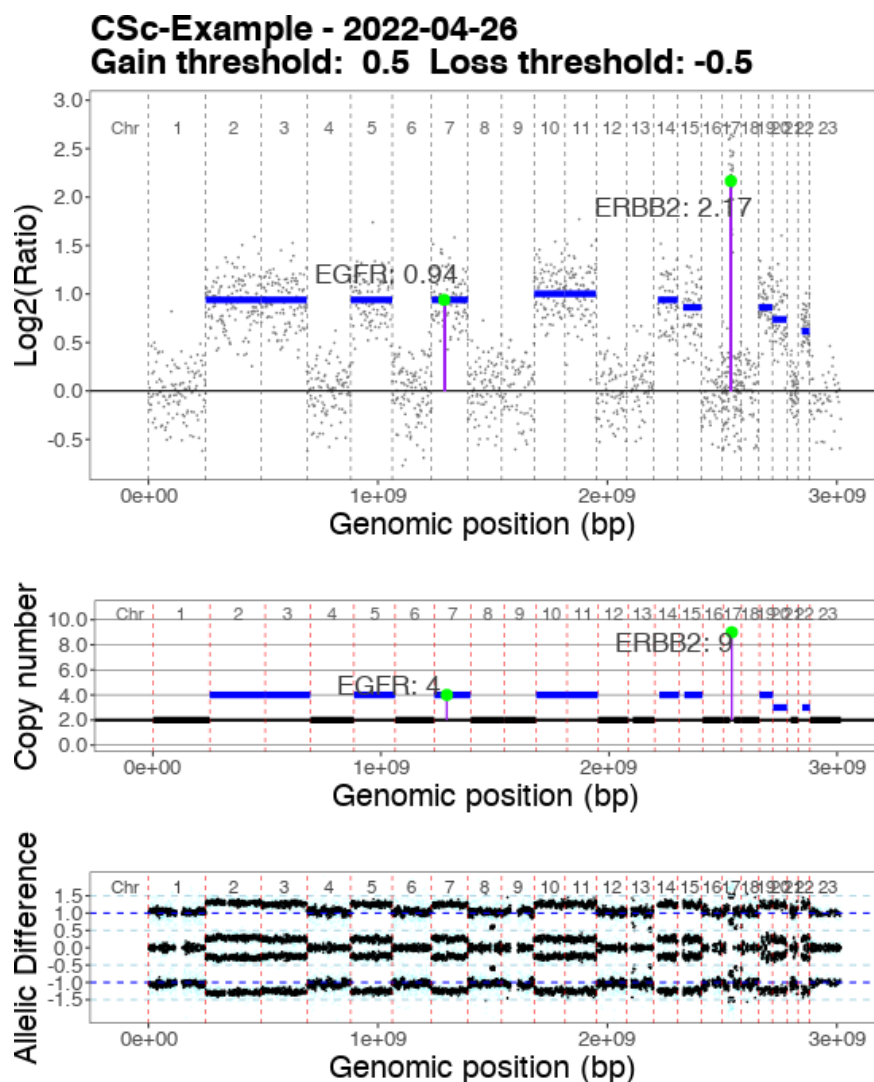 CSc-Example - 2022-04-26
Gain threshold: 0.5 Loss threshold: -0.5
Log2(Ratio)
3.0
2.5
2.0
1.5
1.0
0.5
0.0
-0.5
Chr 1 2 3 4 5 6 7 8 9 10 11 12 13 14 15 16 17 18 19 20 21 22 23
ERBB2: 2.17
EGFR: 0.94
0e+00 1e+09 2e+09 3e+09
Genomic position (bp)
Copy number
10.0
8.0
6.0
4.0
2.0
0.0
Chr 1 2 3 4 5 6 7 8 9 10 11 12 13 14 15 16 17 18 19 20 21 22 23
ERBB2: 9
EGFR: 4
0e+00 1e+09 2e+09 3e+09
Genomic position (bp)
Allelic Difference
1.5
1.0
0.5
0.0
-0.5
-1.0
-1.5
Chr 1 2 3 4 5 6 7 8 9 10 11 12 13 14 15 16 17 18 19 20 21 22 23
0e+00 1e+09 2e+09 3e+09
Genomic position (bp)